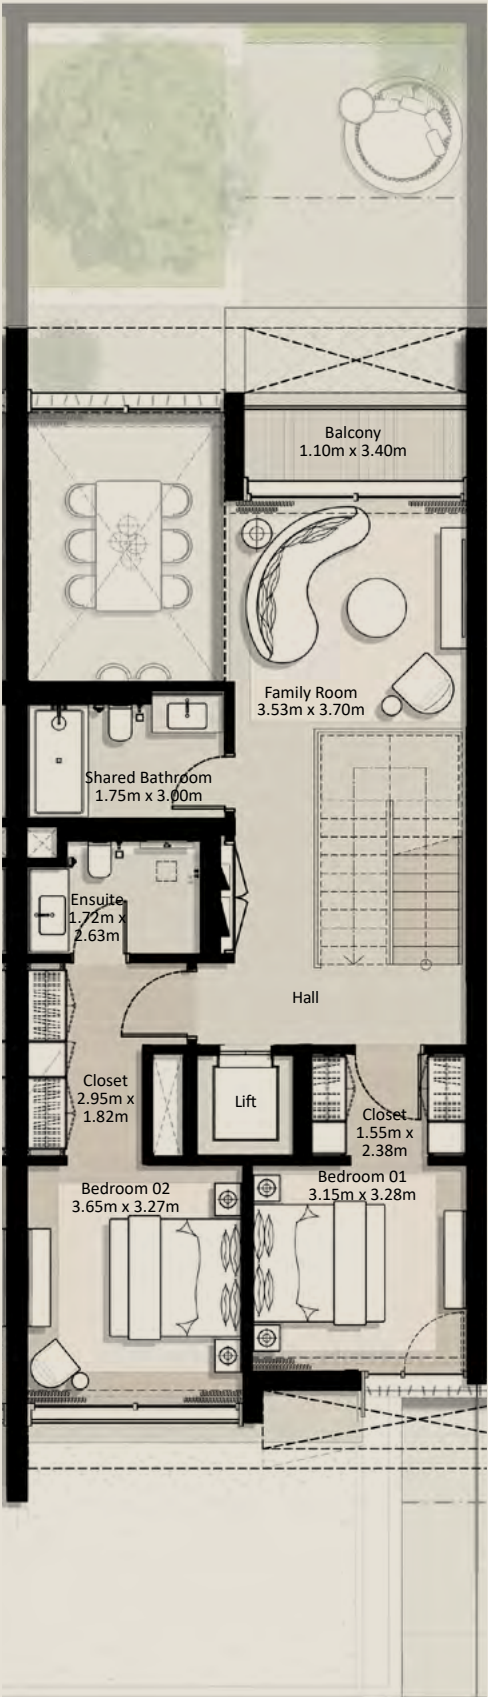 Balcony
1.10m x 3.40m
Family Room
3.53m x 3.70m
Shared Bathroom
1.75m x 3.00m
Ensuite
1.72m x
2.63m
Hall
Closet
2.95m x
1.82m
Lift
Closet
1.55m x
2.38m
Bedroom 02
3.65m x 3.27m
Bedroom 01
3.15m x 3.28m